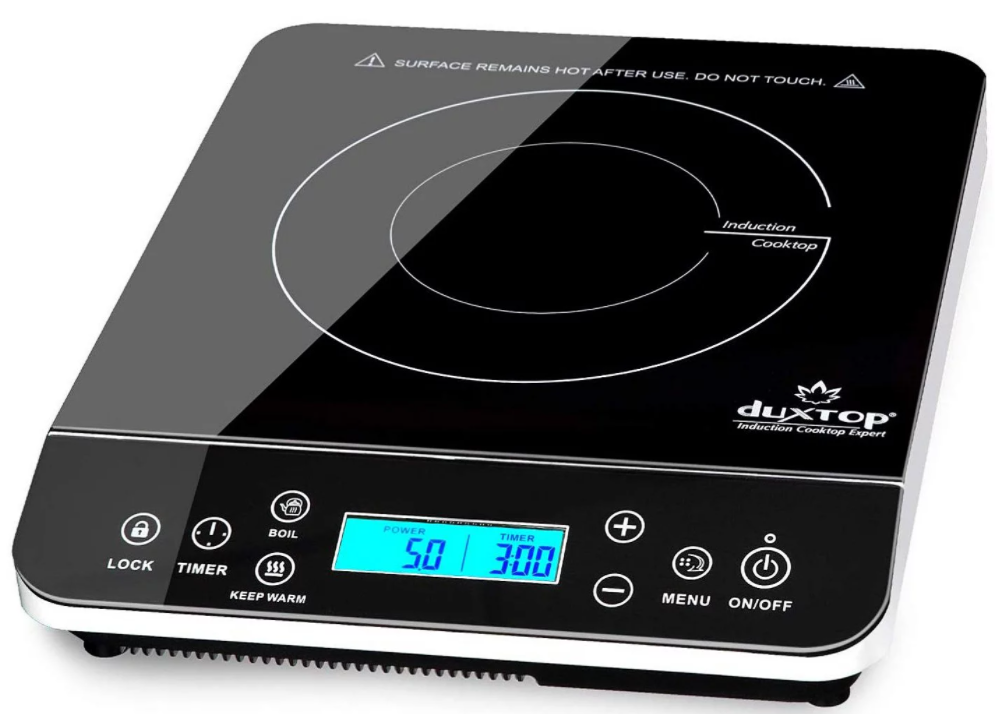 SURFACE REMAINS HOT AFTER USE. DO NOT TOUCH.
Induction
Cooktop
duxtop®
Induction Cooktop Expert
LOCK
TIMER
BOIL
KEEP WARM
POWER
5.0
TIMER
3:00
MENU
ON/OFF